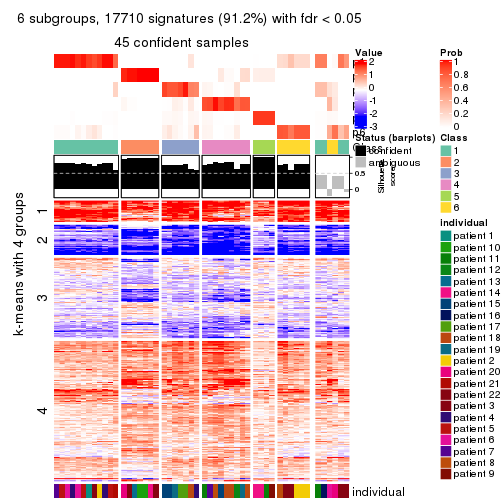 6 subgroups, 17710 signatures (91.2%) with fdr < 0.05
45 confident samples
k-means with 4 groups
1
2
3
4
Value
2
1
0
-1
-2
-3
Status (barplots)
confident
ambiguous
0.5
0
Silhouette
score
Prob
1
0.8
0.6
0.4
0.2
0
Class
1
2
3
4
5
6
individual
patient 1
patient 10
patient 11
patient 12
patient 13
patient 14
patient 15
patient 16
patient 17
patient 18
patient 19
patient 2
patient 20
patient 21
patient 22
patient 3
patient 4
patient 5
patient 6
patient 7
patient 8
patient 9
individual